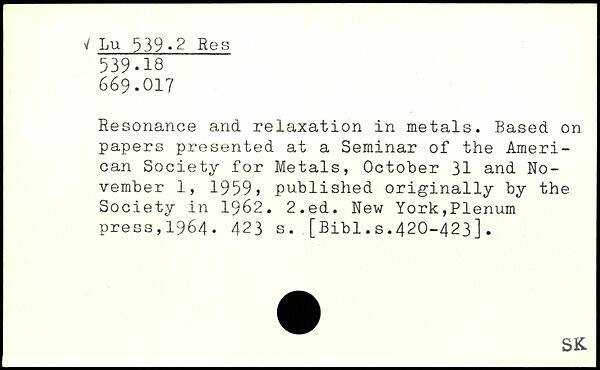 √ Lu 539.2 Res
539.18
669.017
Resonance and relaxation in metals. Based on
papers presented at a Seminar of the Ameri-
can Society for Metals, October 31 and No-
vember 1, 1959, published originally by the
Society in 1962. 2.ed. New York,Plenum
press,1964. 423 s. [Bibl.s.420-423].
SK